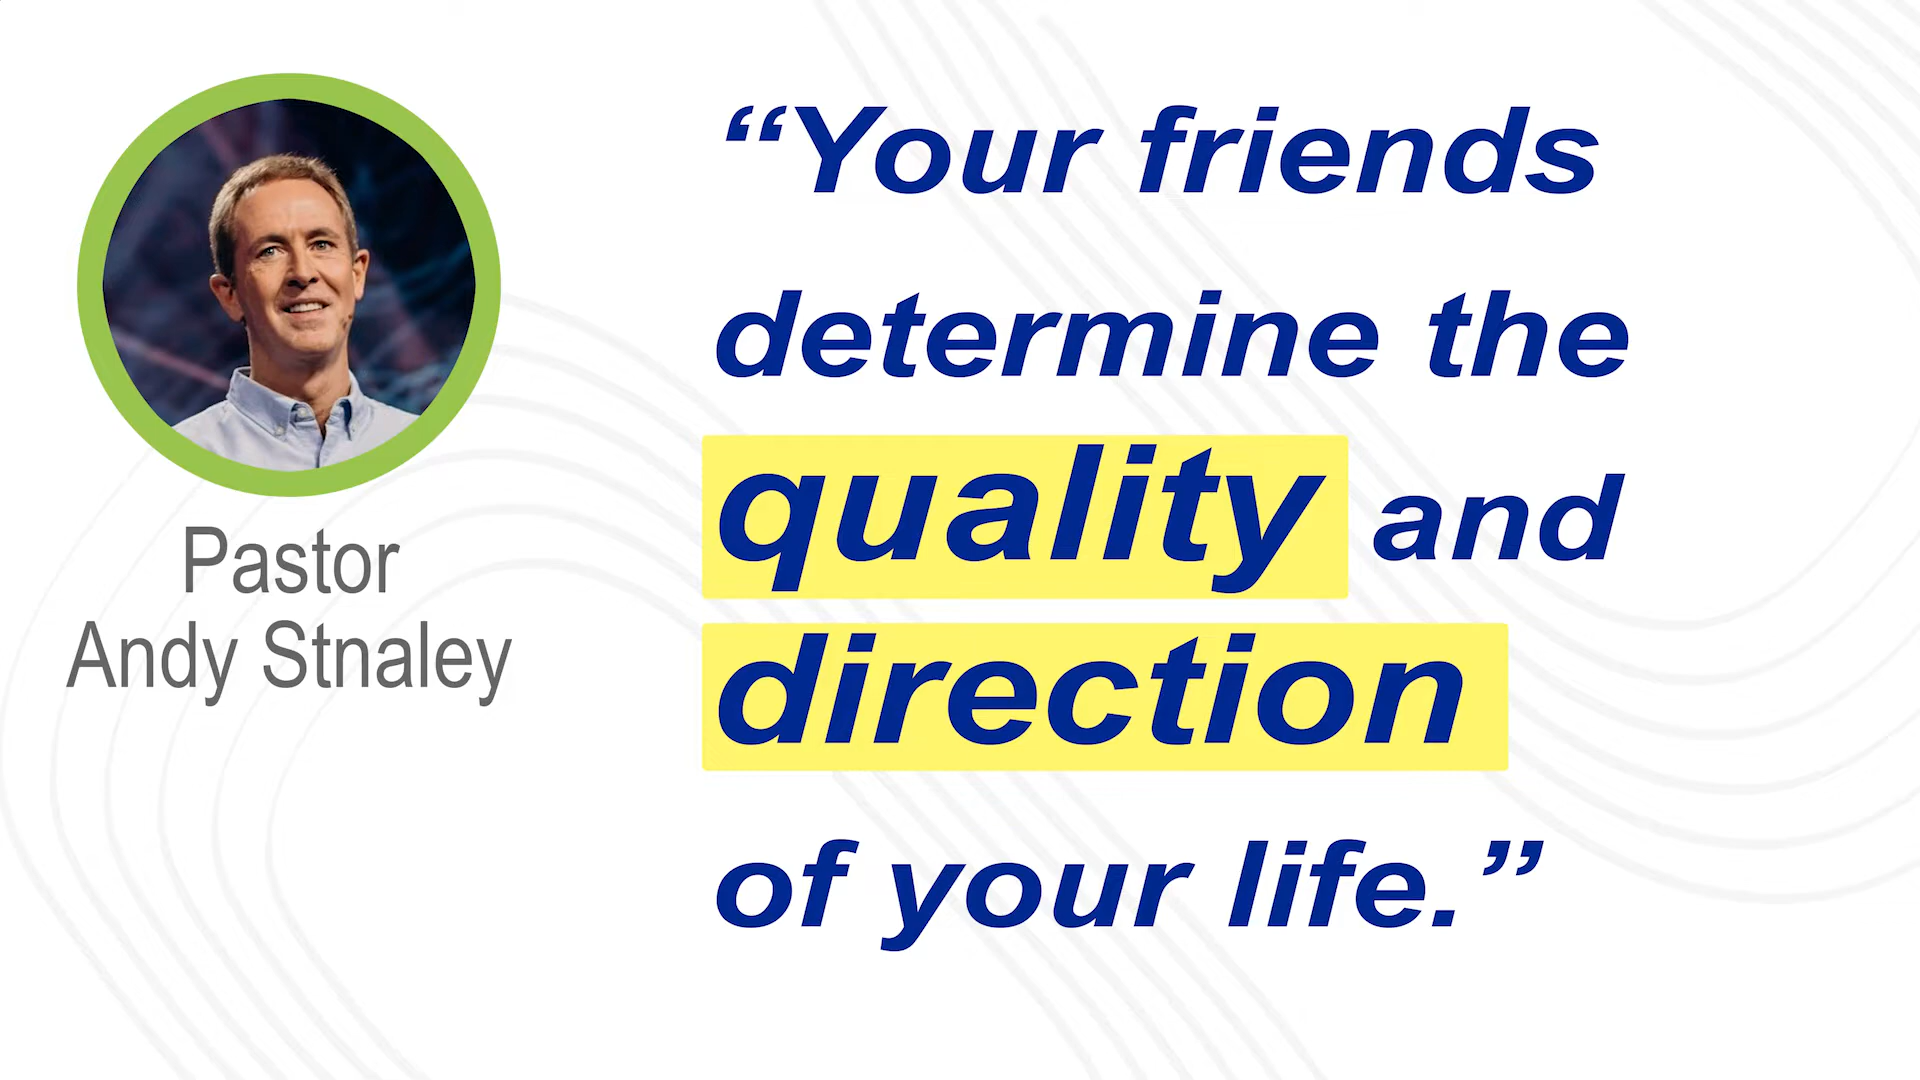 Pastor
Andy Stnaley
“Your friends
determine the
quality and
direction
of your life.”